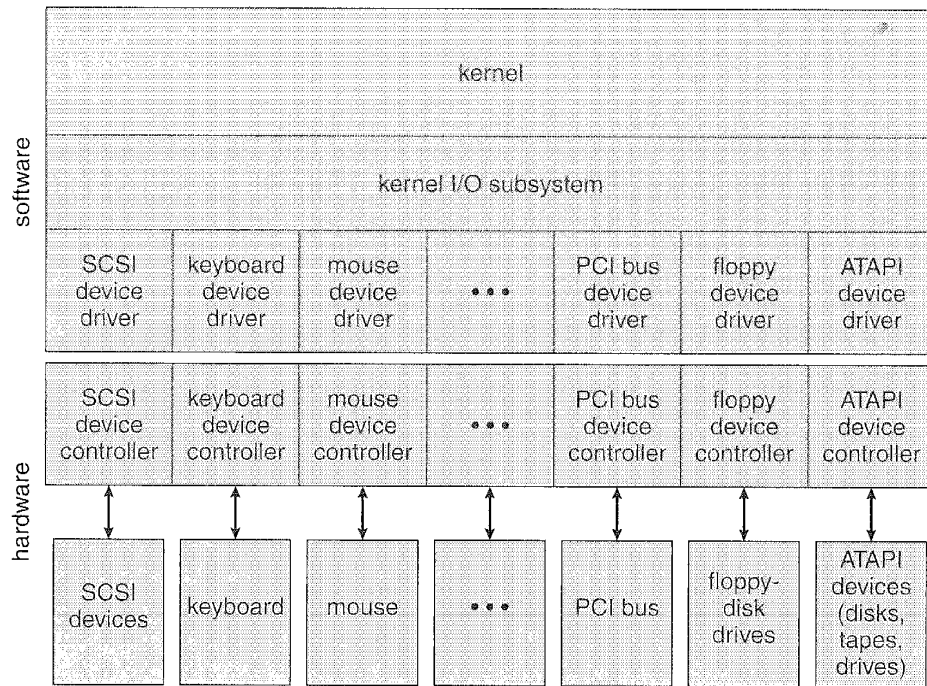 software
kernel
kernel I/O subsystem
SCSI
device
driver
keyboard
device
driver
mouse
device
driver
PCI bus
device
driver
floppy
device
driver
ATAPI
device
driver
hardware
SCSI
device
controller
keyboard
device
controller
mouse
device
controller
PCI bus
device
controller
floppy
device
controller
ATAPI
device
controller
SCSI
devices
keyboard
mouse
PCI bus
floppy-
disk
drives
ATAPI
devices
(disks,
tapes,
drives)